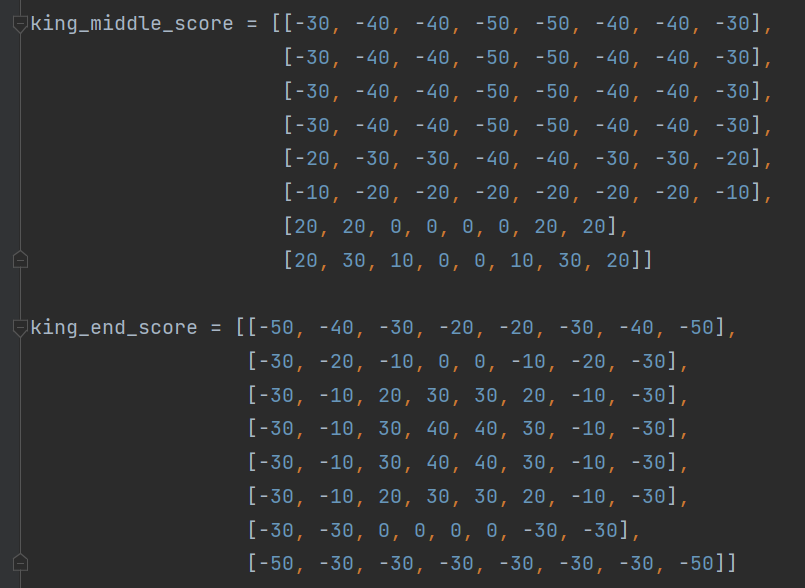 king_middle_score = [[-30, -40, -40, -50, -50, -40, -40, -30],
[-30, -40, -40, -50, -50, -40, -40, -30],
[-30, -40, -40, -50, -50, -40, -40, -30],
[-30, -40, -40, -50, -50, -40, -40, -30],
[-20, -30, -30, -40, -40, -30, -30, -20],
[-10, -20, -20, -20, -20, -20, -20, -10],
[20, 20, 0, 0, 0, 0, 20, 20],
[20, 30, 10, 0, 0, 10, 30, 20]]
king_end_score = [[-50, -40, -30, -20, -20, -30, -40, -50],
[-30, -20, -10, 0, 0, -10, -20, -30],
[-30, -10, 20, 30, 30, 20, -10, -30],
[-30, -10, 30, 40, 40, 30, -10, -30],
[-30, -10, 30, 40, 40, 30, -10, -30],
[-30, -10, 20, 30, 30, 20, -10, -30],
[-30, -30, 0, 0, 0, 0, -30, -30],
[-50, -30, -30, -30, -30, -30, -30, -50]]